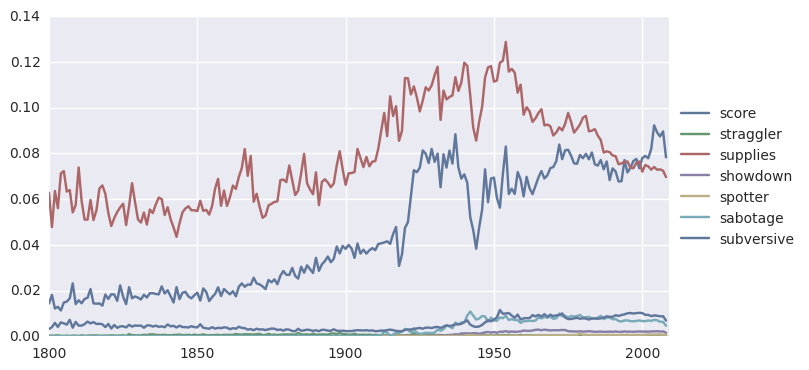 0.14
0.12
0.10
0.08
0.06
0.04
0.02
0.00
1800 1850 1900 1950 2000
score
straggler
supplies
showdown
spotter
sabotage
subversive